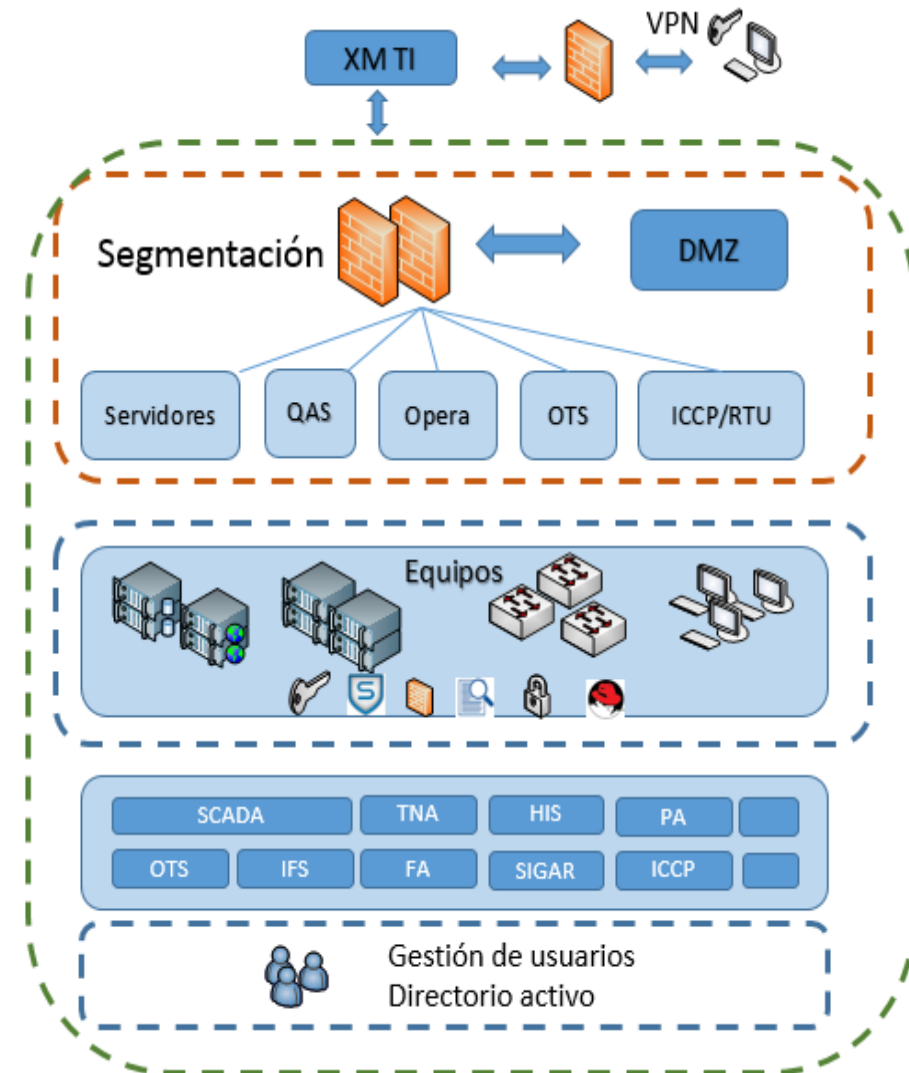 VPN
XM TI
Segmentación
DMZ
Servidores
QAS
Opera
OTS
ICCP/RTU
Equipos
S
SCADA
TNA
HIS
PA
OTS
IFS
FA
SIGAR
ICCP
Gestión de usuarios
Directorio activo